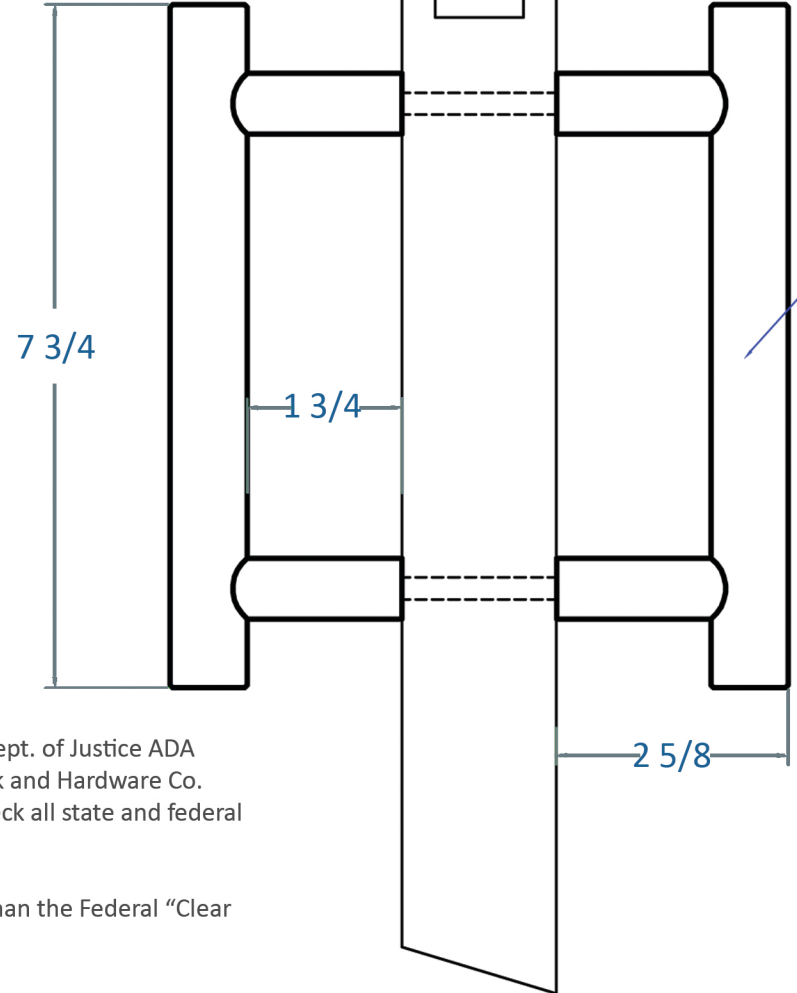 7 3/4
1 3/4
2 5/8
ept. of Justice ADA
k and Hardware Co.
ck all state and federal
nan the Federal “Clear